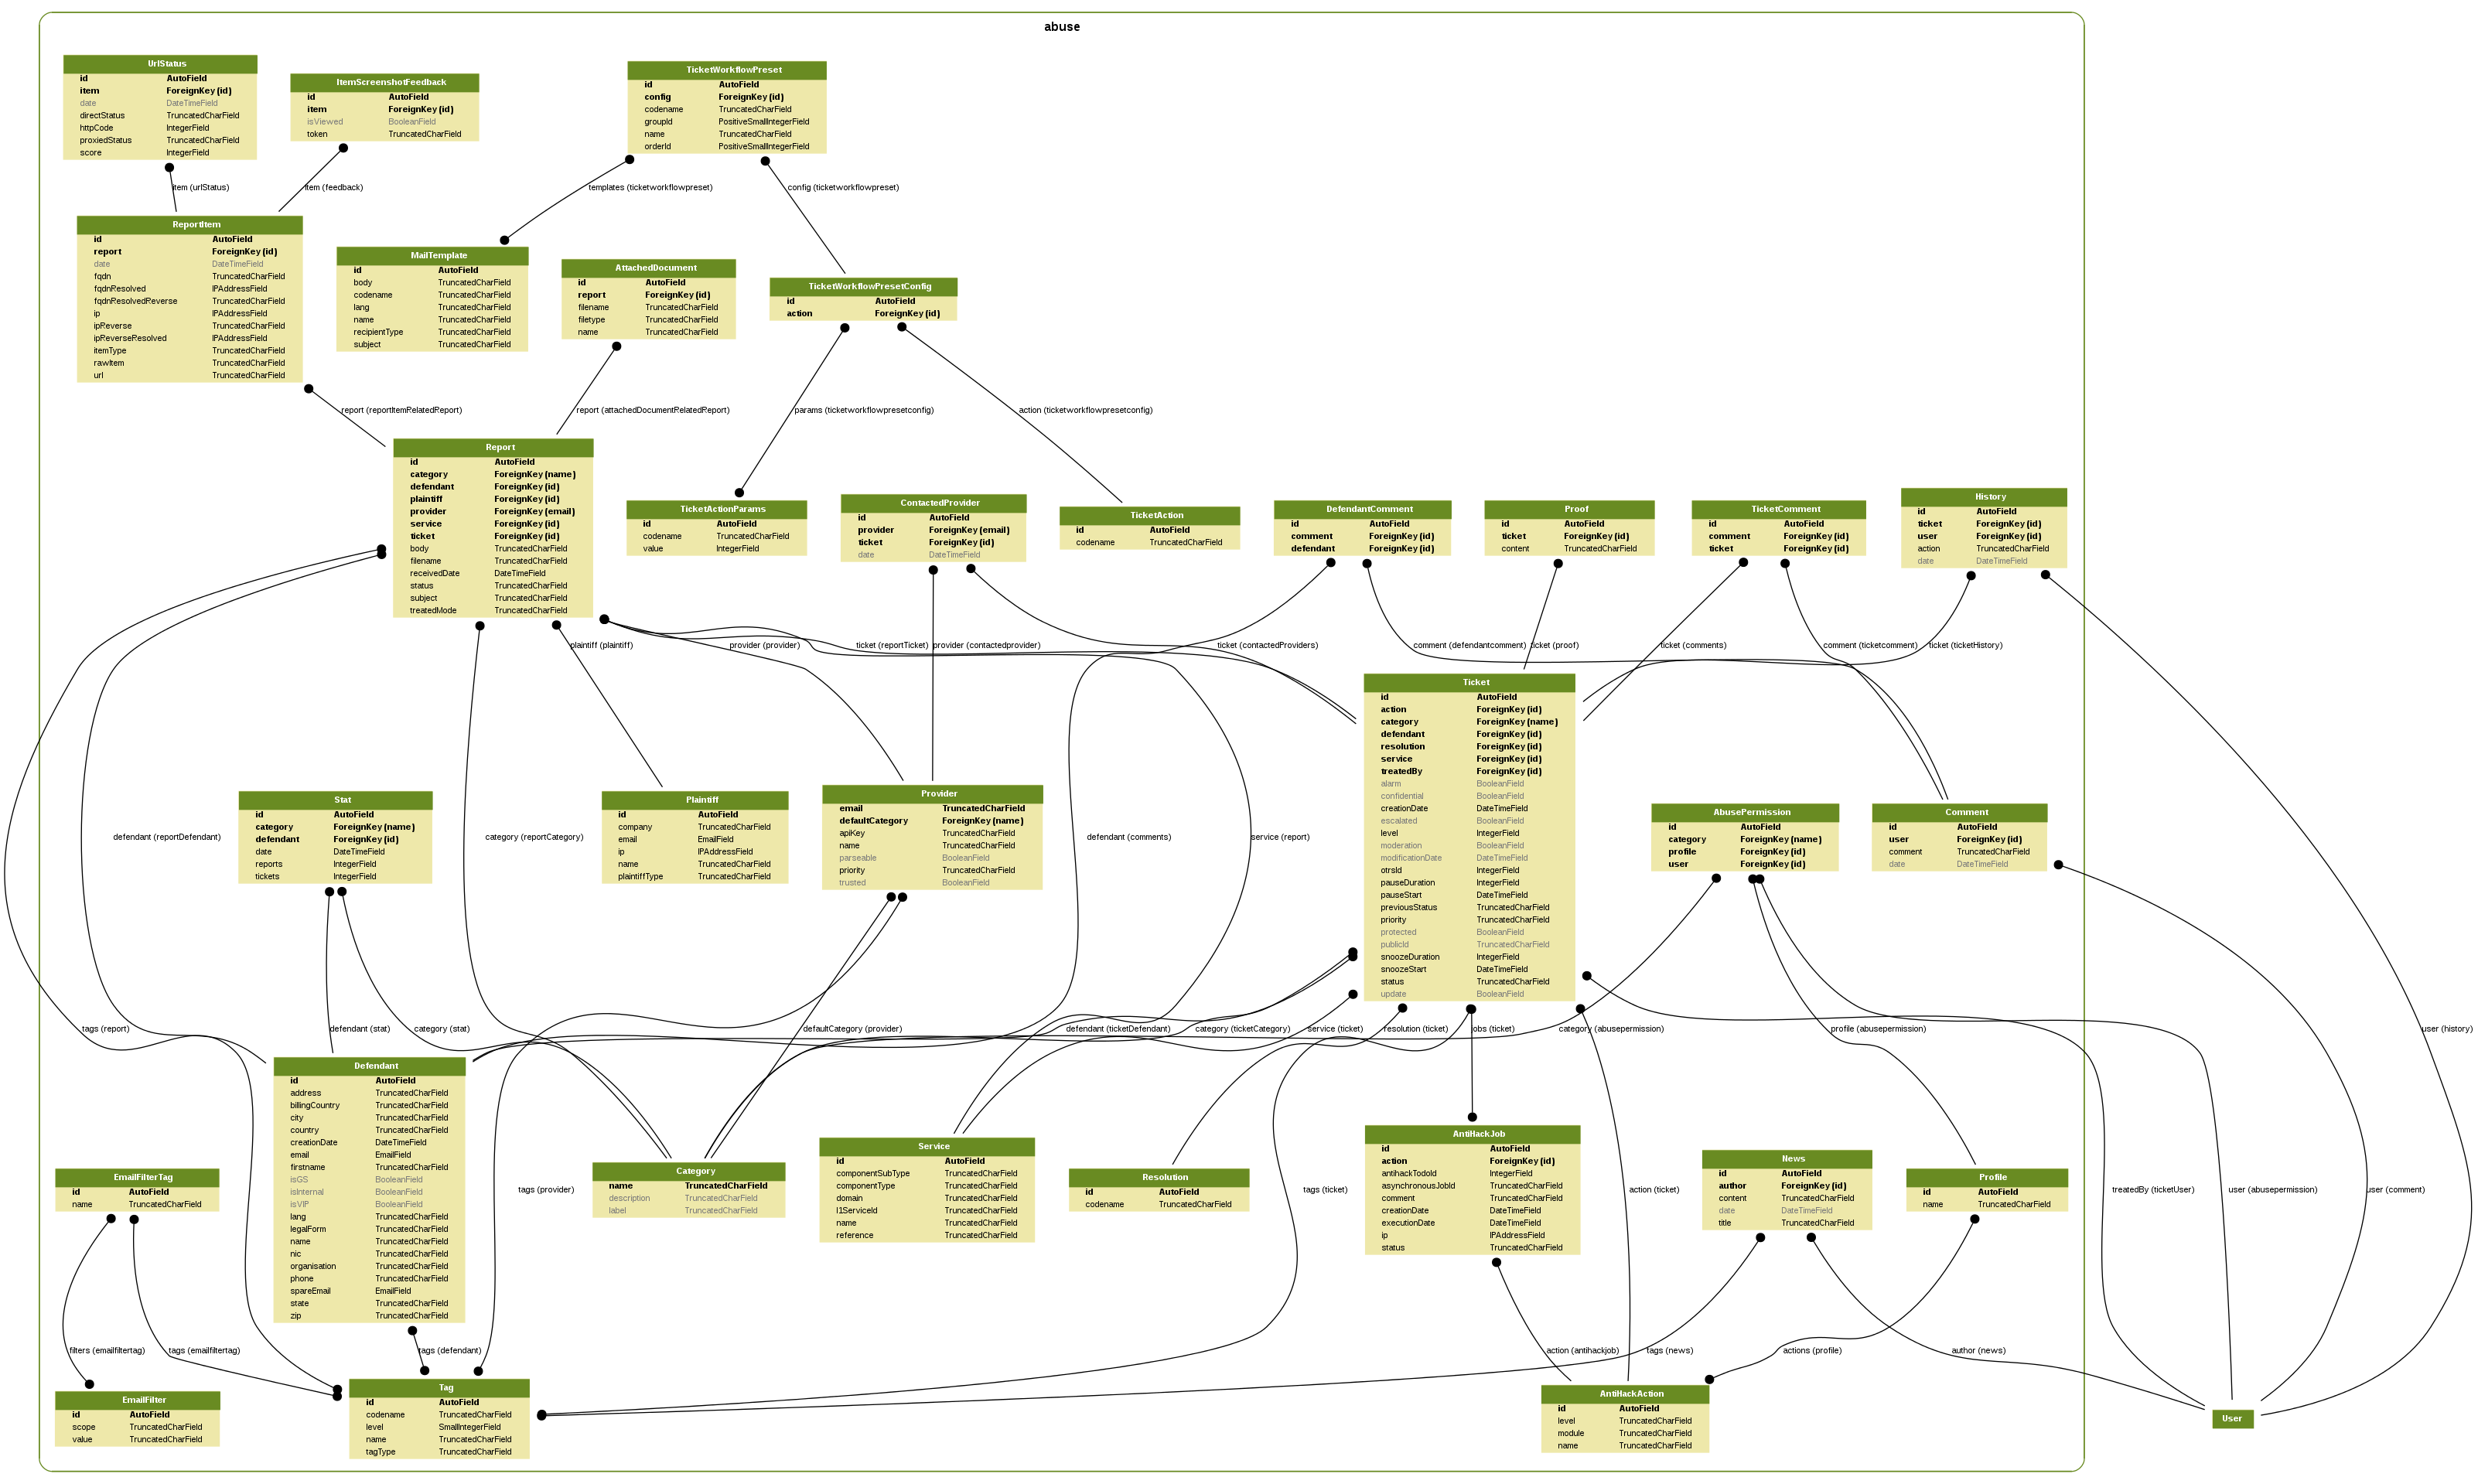 abuse
UrlStatus
id AutoField
item ForeignKey (id)
date DateTimeField
directStatus TruncatedCharField
httpCode IntegerField
proxiedStatus TruncatedCharField
score IntegerField
ItemScreenshotFeedback
id AutoField
item ForeignKey (id)
isViewed BooleanField
token TruncatedCharField
TicketWorkflowPreset
id AutoField
config ForeignKey (id)
codename TruncatedCharField
groupId PositiveSmallIntegerField
name TruncatedCharField
orderId PositiveSmallIntegerField
item (urlStatus)
item (feedback)
templates (ticketworkflowpreset)
config (ticketworkflowpreset)
ReportItem
id AutoField
report ForeignKey (id)
date DateTimeField
fqdn TruncatedCharField
fqdnResolved IPAddressField
fqdnResolvedReverse TruncatedCharField
ip IPAddressField
ipReverse TruncatedCharField
ipReverseResolved IPAddressField
itemType TruncatedCharField
rawItem TruncatedCharField
url TruncatedCharField
MailTemplate
id AutoField
body TruncatedCharField
codename TruncatedCharField
lang TruncatedCharField
name TruncatedCharField
recipientType TruncatedCharField
subject TruncatedCharField
AttachedDocument
id AutoField
report ForeignKey (id)
filename TruncatedCharField
filetype TruncatedCharField
name TruncatedCharField
TicketWorkflowPresetConfig
id AutoField
action ForeignKey (id)
report (reportItemRelatedReport)
report (attachedDocumentRelatedReport)
params (ticketworkflowpresetconfig)
action (ticketworkflowpresetconfig)
Report
id AutoField
category ForeignKey (name)
defendant ForeignKey (id)
plaintiff ForeignKey (id)
provider ForeignKey (email)
service ForeignKey (id)
ticket ForeignKey (id)
body TruncatedCharField
filename TruncatedCharField
receivedDate DateTimeField
status TruncatedCharField
subject TruncatedCharField
treatedMode TruncatedCharField
TicketActionParams
id AutoField
codename TruncatedCharField
value IntegerField
ContactedProvider
id AutoField
provider ForeignKey (email)
ticket ForeignKey (id)
date DateTimeField
TicketAction
id AutoField
codename TruncatedCharField
DefendantComment
id AutoField
comment ForeignKey (id)
defendant ForeignKey (id)
Proof
id AutoField
ticket ForeignKey (id)
content TruncatedCharField
TicketComment
id AutoField
comment ForeignKey (id)
ticket ForeignKey (id)
History
id AutoField
ticket ForeignKey (id)
user ForeignKey (id)
action TruncatedCharField
date DateTimeField
plaintiff (plaintiff)
provider (provider)
ticket (reportTicket)
provider (contactedprovider)
ticket (contactedProviders)
comment (defendantcomment)
ticket (proof)
ticket (comments)
comment (ticketcomment)
ticket (ticketHistory)
Ticket
id AutoField
action ForeignKey (id)
category ForeignKey (name)
defendant ForeignKey (id)
resolution ForeignKey (id)
service ForeignKey (id)
treatedBy ForeignKey (id)
alarm BooleanField
confidential BooleanField
creationDate DateTimeField
escalated BooleanField
level IntegerField
moderation BooleanField
modificationDate DateTimeField
otrsId IntegerField
pauseDuration IntegerField
pauseStart DateTimeField
previousStatus TruncatedCharField
priority TruncatedCharField
protected BooleanField
publicId TruncatedCharField
snoozeDuration IntegerField
snoozeStart DateTimeField
status TruncatedCharField
update BooleanField
defendant (reportDefendant)
Stat
id AutoField
category ForeignKey (name)
defendant ForeignKey (id)
date DateTimeField
reports IntegerField
tickets IntegerField
category (reportCategory)
Plaintiff
id AutoField
company TruncatedCharField
email EmailField
ip IPAddressField
name TruncatedCharField
plaintiffType TruncatedCharField
Provider
email TruncatedCharField
defaultCategory ForeignKey (name)
apiKey TruncatedCharField
name TruncatedCharField
parseable BooleanField
priority TruncatedCharField
trusted BooleanField
defendant (comments)
service (report)
AbusePermission
id AutoField
category ForeignKey (name)
profile ForeignKey (id)
user ForeignKey (id)
Comment
id AutoField
user ForeignKey (id)
comment TruncatedCharField
date DateTimeField
tags (report)
defendant (stat)
category (stat)
defaultCategory (provider)
defendant (ticketDefendant)
category (ticketCategory)
service (ticket)
resolution (ticket)
jobs (ticket)
category (abusepermission)
profile (abusepermission)
user (history)
Defendant
id AutoField
address TruncatedCharField
billingCountry TruncatedCharField
city TruncatedCharField
country TruncatedCharField
creationDate DateTimeField
email EmailField
firstname TruncatedCharField
isGS BooleanField
isInternal BooleanField
isVIP BooleanField
lang TruncatedCharField
legalForm TruncatedCharField
name TruncatedCharField
nic TruncatedCharField
organisation TruncatedCharField
phone TruncatedCharField
spareEmail EmailField
state TruncatedCharField
zip TruncatedCharField
EmailFilterTag
id AutoField
name TruncatedCharField
tags (provider)
Category
name TruncatedCharField
description TruncatedCharField
label TruncatedCharField
Service
id AutoField
componentSubType TruncatedCharField
componentType TruncatedCharField
domain TruncatedCharField
l1ServiceId TruncatedCharField
name TruncatedCharField
reference TruncatedCharField
Resolution
id AutoField
codename TruncatedCharField
tags (ticket)
AntiHackJob
id AutoField
action ForeignKey (id)
antihackTodoId IntegerField
asynchronousJobId TruncatedCharField
comment TruncatedCharField
creationDate DateTimeField
executionDate DateTimeField
ip IPAddressField
status TruncatedCharField
action (ticket)
News
id AutoField
author ForeignKey (id)
content TruncatedCharField
date DateTimeField
title TruncatedCharField
Profile
id AutoField
name TruncatedCharField
treatedBy (ticketUser)
user (abusepermission)
user (comment)
filters (emailfiltertag)
tags (emailfiltertag)
tags (defendant)
action (antihackjob)
tags (news)
actions (profile)
author (news)
EmailFilter
id AutoField
scope TruncatedCharField
value TruncatedCharField
Tag
id AutoField
codename TruncatedCharField
level SmallIntegerField
name TruncatedCharField
tagType TruncatedCharField
AntiHackAction
id AutoField
level TruncatedCharField
module TruncatedCharField
name TruncatedCharField
User